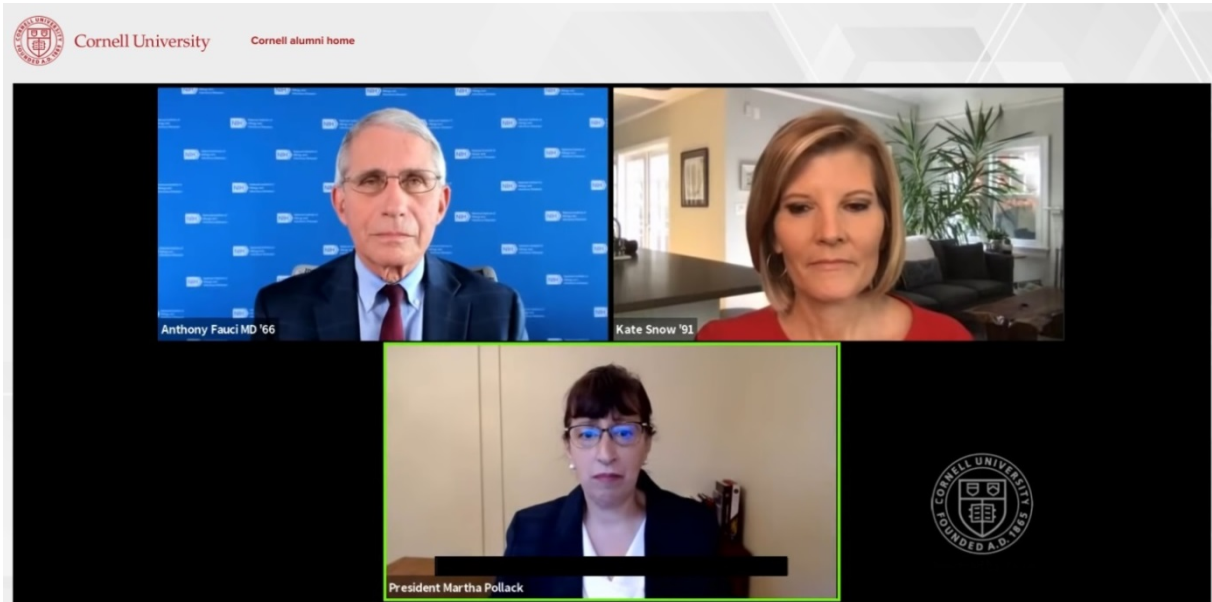 Cornell University
Cornell alumni home
Anthony Fauci MD '66
Kate Snow '91
President Martha Pollack
CORNELL UNIVERSITY
FOUNDED A.D. 1865